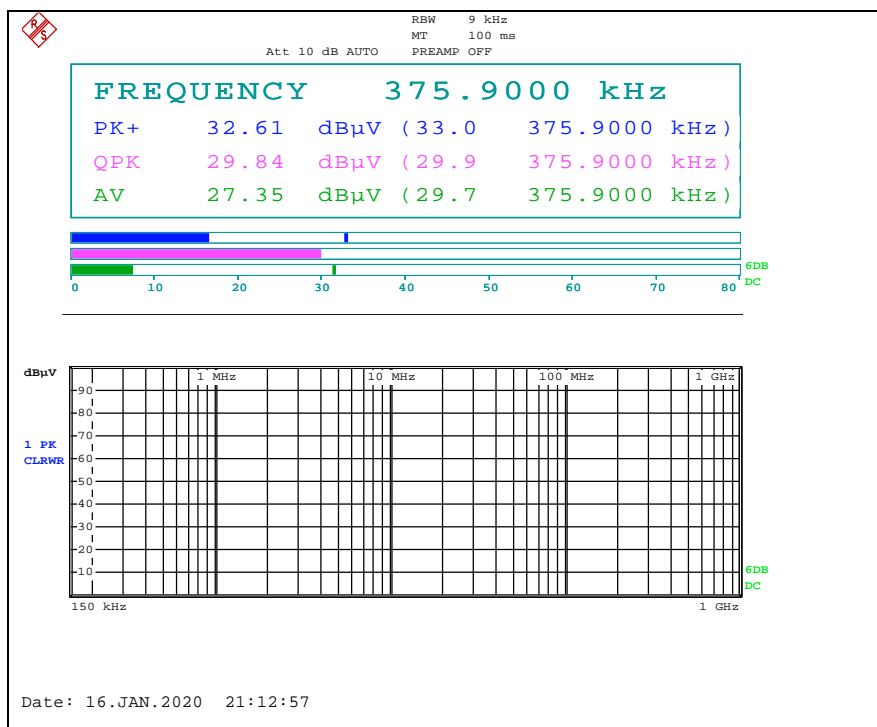 R S
RBW 9 kHz
MT 100 ms
Att 10 dB AUTO PREAMP OFF
FREQUENCY 375.9000 kHz
PK+ 32.61 dBµV (33.0 375.9000 kHz)
QPK 29.84 dBµV (29.9 375.9000 kHz)
AV 27.35 dBµV (29.7 375.9000 kHz)
6DB
0 10 20 30 40 50 60 70 80 DC
dBµV 1 MHz 10 MHz 100 MHz 1 GHz
90
80
70
1 PK
CLRWR 60
50
40
30
20
10 6DB
DC
150 kHz 1 GHz
Date: 16.JAN.2020 21:12:57